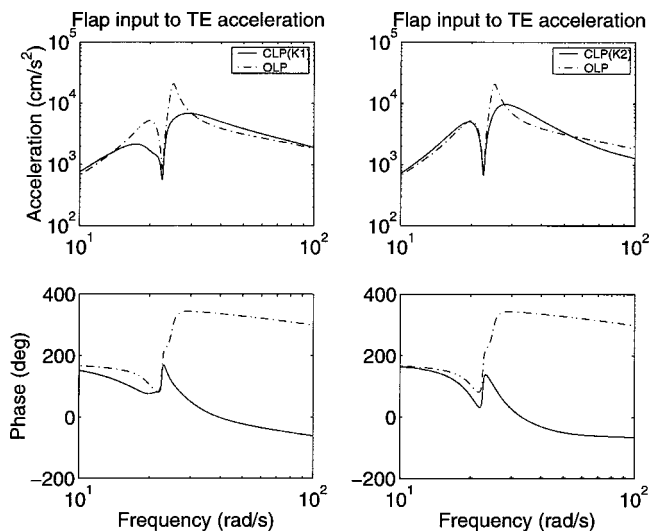 Flap input to TE acceleration
Flap input to TE acceleration
10^5
CLP(K1)
OLP
10^4
10^3
10^2
10^1
10^2
Acceleration (cm/s^2)
10^5
CLP(K2)
OLP
10^4
10^3
10^2
10^1
10^2
400
200
0
−200
10^1
10^2
Phase (deg)
Frequency (rad/s)
400
200
0
−200
10^1
10^2
Frequency (rad/s)